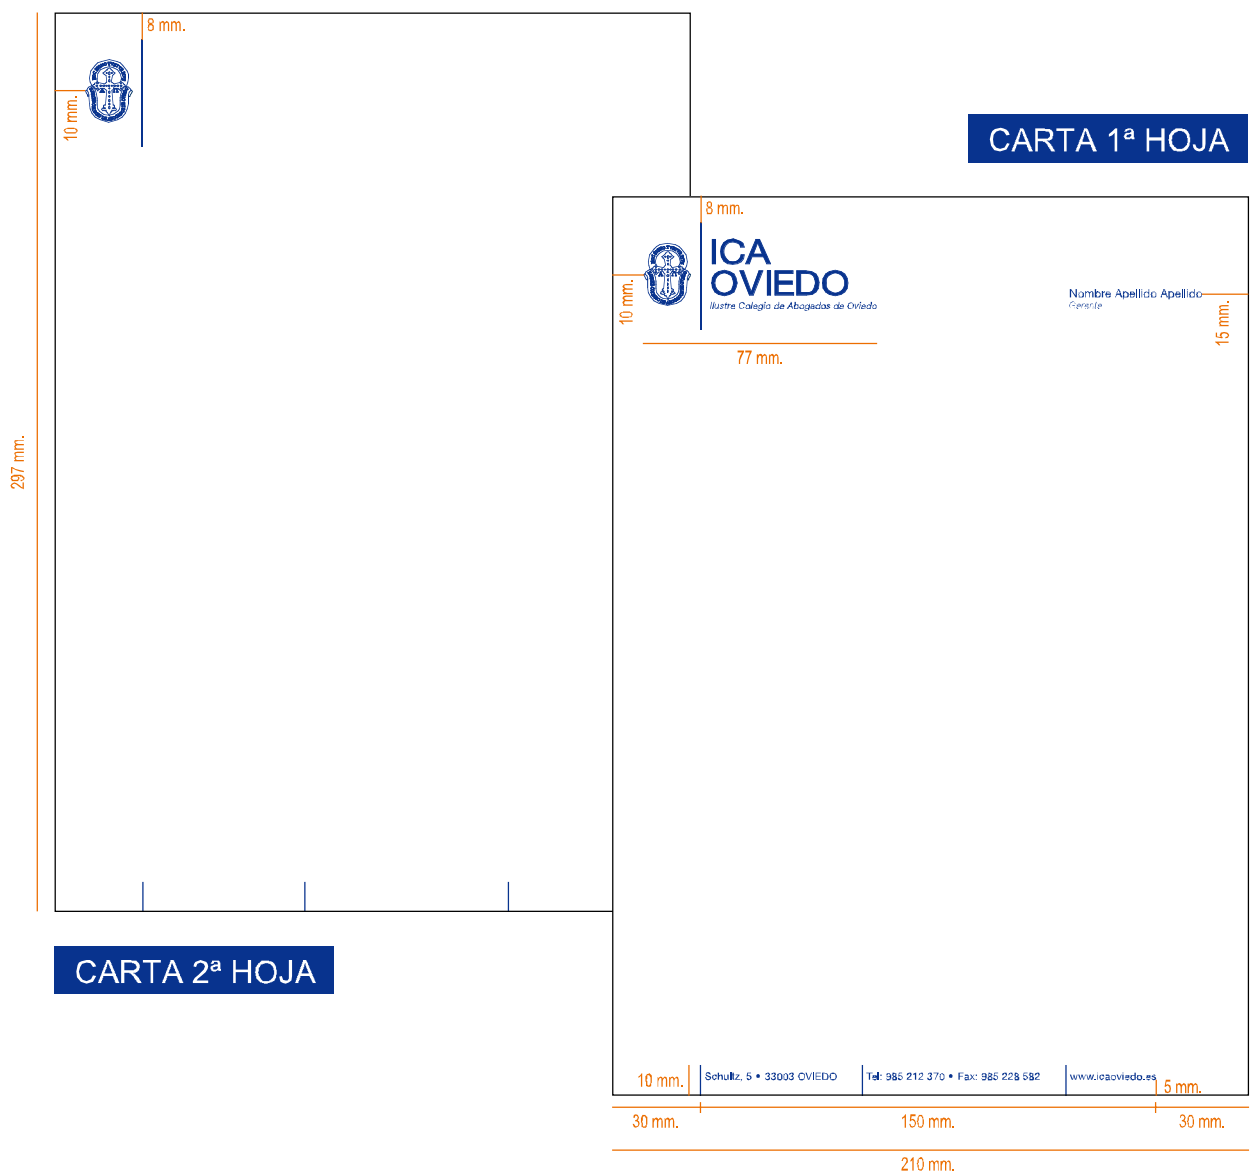 8 mm.
10 mm.
297 mm.
CARTA 2ª HOJA
CARTA 1ª HOJA
8 mm.
ICA
OVIEDO
Ilustre Colegio de Abogados de Oviedo
10 mm.
77 mm.
Nombre Apellido Apellido
Gerente
15 mm.
10 mm.
Schultz, 5 • 33003 OVIEDO
Tel: 985 212 370 • Fax: 985 228 582
www.icaoviedo.es
5 mm.
30 mm.
150 mm.
30 mm.
210 mm.